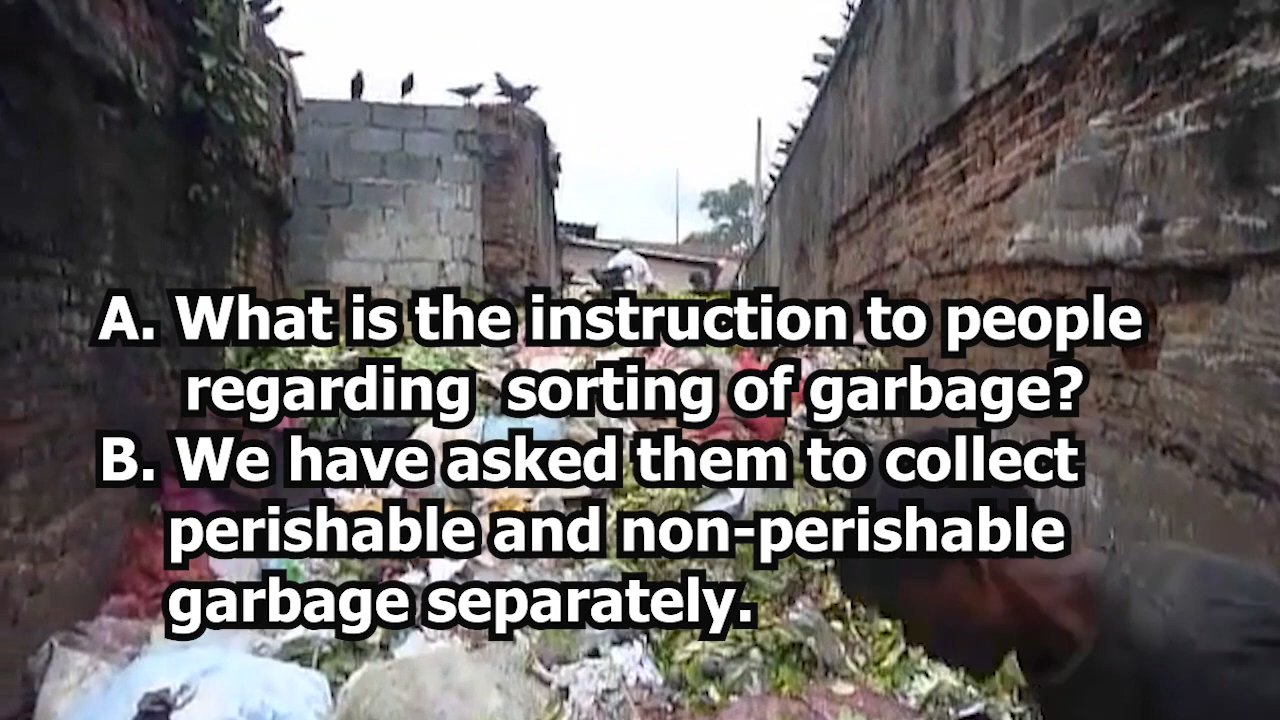 A. What is the instruction to people
regarding sorting of garbage?
B. We have asked them to collect
perishable and non-perishable
garbage separately.